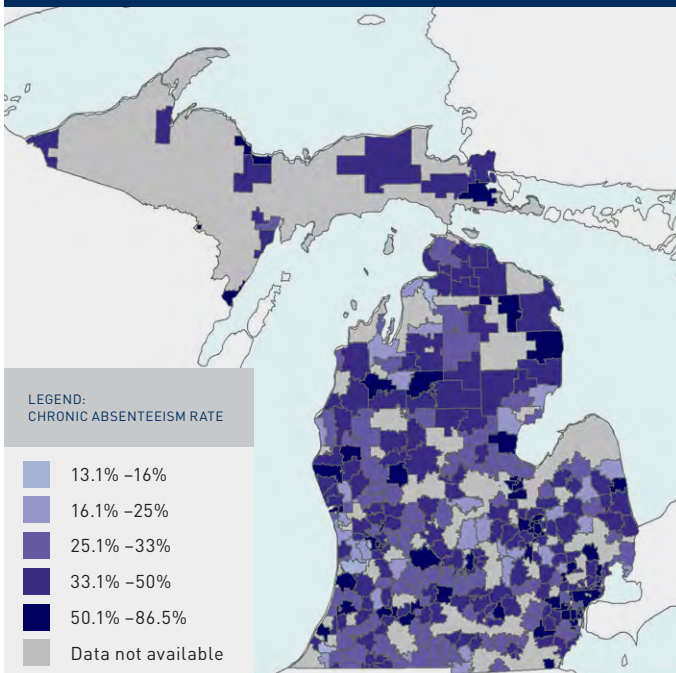 LEGEND:
CHRONIC ABSENTEEISM RATE
13.1% –16%
16.1% –25%
25.1% –33%
33.1% –50%
50.1% –86.5%
Data not available